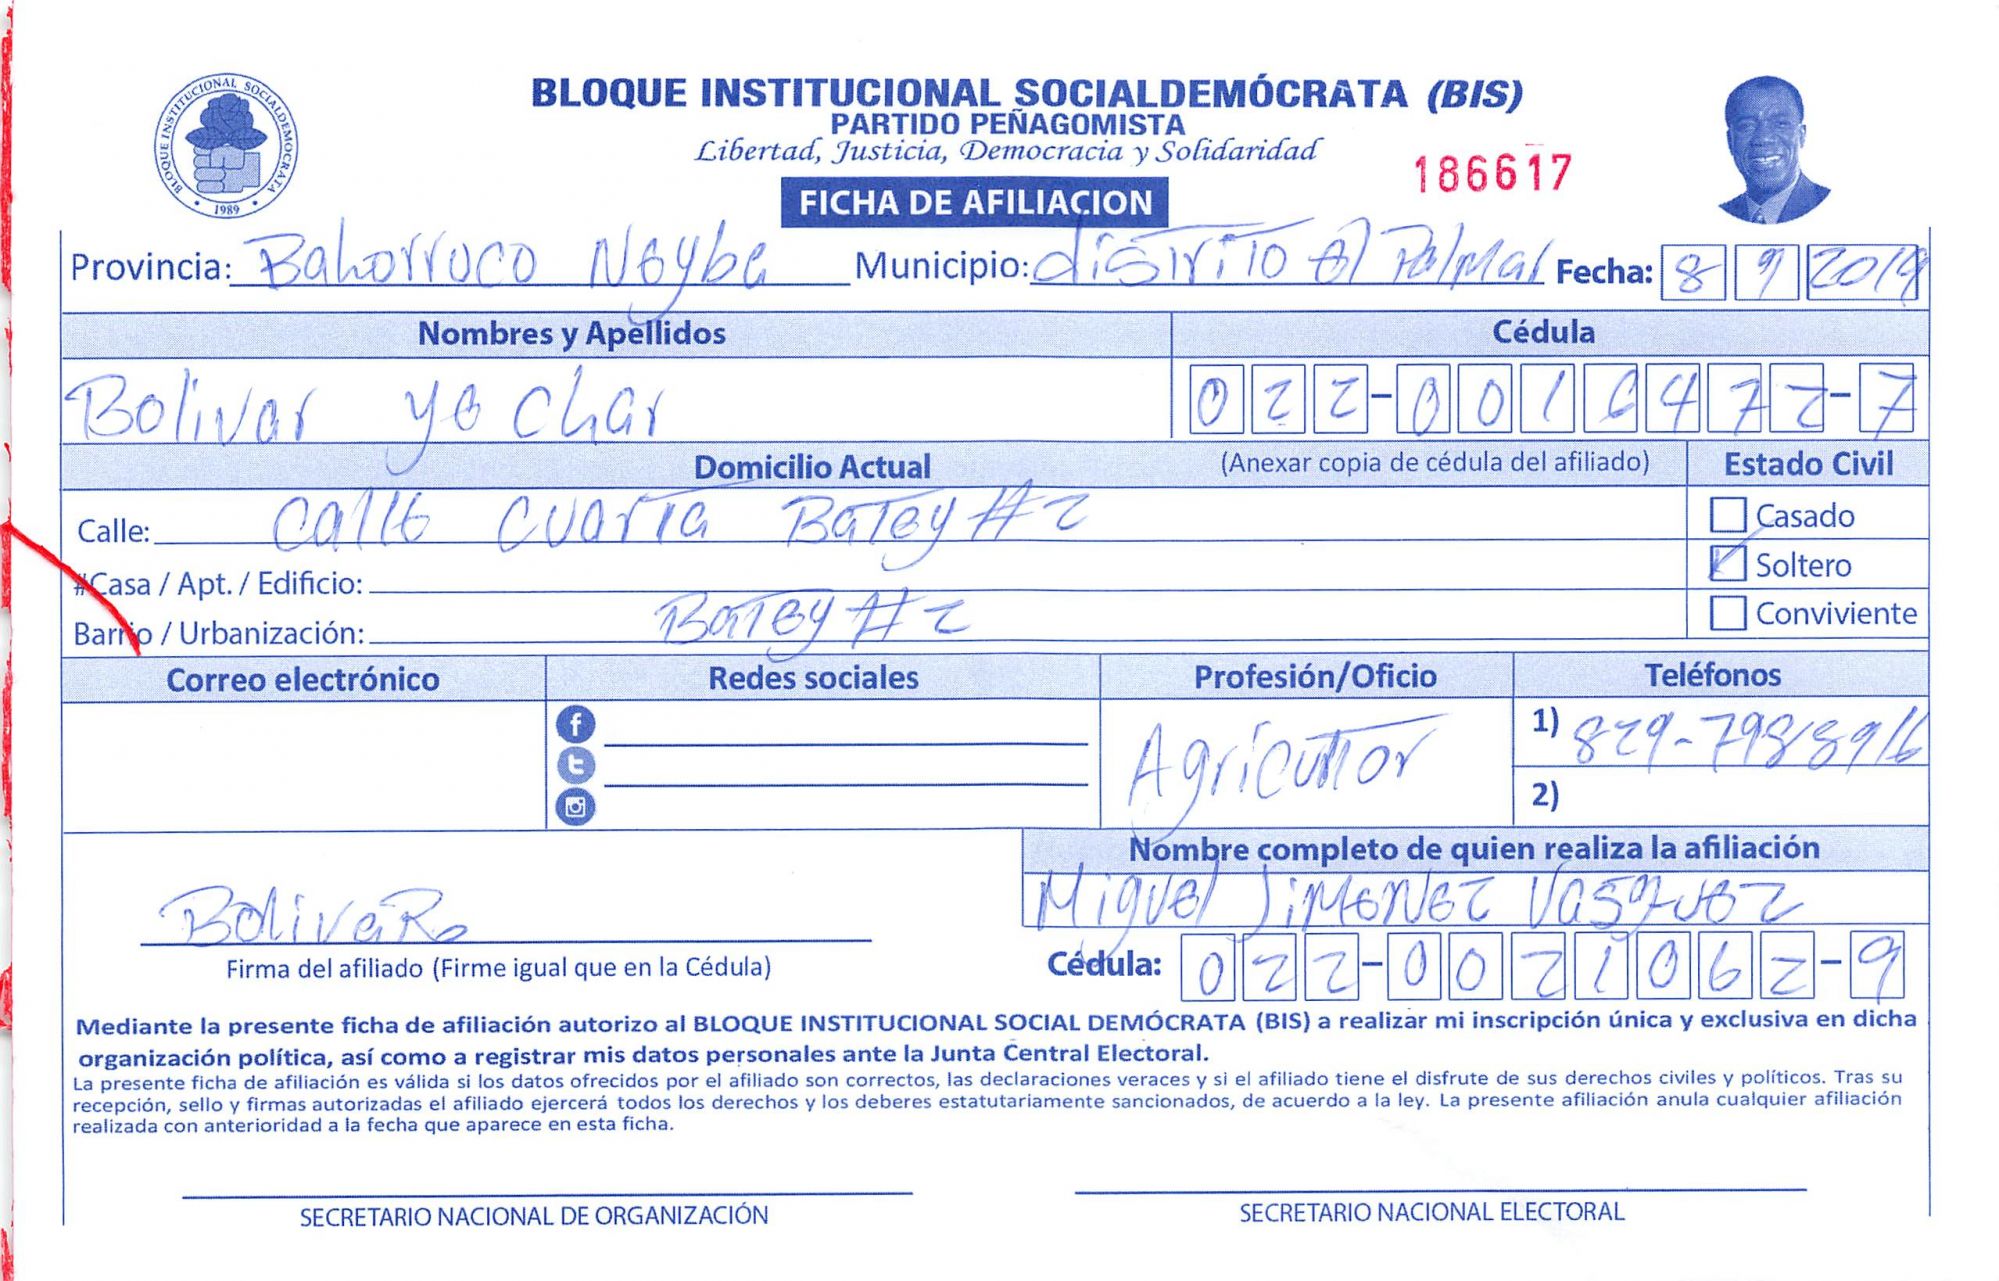 BLOQUE INSTITUCIONAL SOCIALDEMÓCRATA (BIS)
PARTIDO PEÑAGOMISTA
Libertad, Justicia, Democracia y Solidaridad
186617
BLOQUE INSTITUCIONAL SOCIALDEMOCRATA
1989
FICHA DE AFILIACION
Provincia: Bahorruco Neyba Municipio: distrito el Palmar Fecha: 8 9 2019
Nombres y Apellidos Cédula
Bolivar ye char 022-0016472-7
Domicilio Actual (Anexar copia de cédula del afiliado) Estado Civil
Calle: Calle Cuarta Batey #2 Casado
#Casa / Apt. / Edificio: Soltero
Barrio / Urbanización: Batey #2 Conviviente
Correo electrónico Redes sociales Profesión/Oficio Teléfonos
Agricultor 1) 829-7988916
2)
Nombre completo de quien realiza la afiliación
Miguel Jimenez Vasquez
Bolivar
Firma del afiliado (Firme igual que en la Cédula) Cédula: 022-0021062-9
Mediante la presente ficha de afiliación autorizo al BLOQUE INSTITUCIONAL SOCIAL DEMÓCRATA (BIS) a realizar mi inscripción única y exclusiva en dicha
organización política, así como a registrar mis datos personales ante la Junta Central Electoral.
La presente ficha de afiliación es válida si los datos ofrecidos por el afiliado son correctos, las declaraciones veraces y si el afiliado tiene el disfrute de sus derechos civiles y políticos. Tras su
recepción, sello y firmas autorizadas el afiliado ejercerá todos los derechos y los deberes estatutariamente sancionados, de acuerdo a la ley. La presente afiliación anula cualquier afiliación
realizada con anterioridad a la fecha que aparece en esta ficha.
SECRETARIO NACIONAL DE ORGANIZACIÓN SECRETARIO NACIONAL ELECTORAL